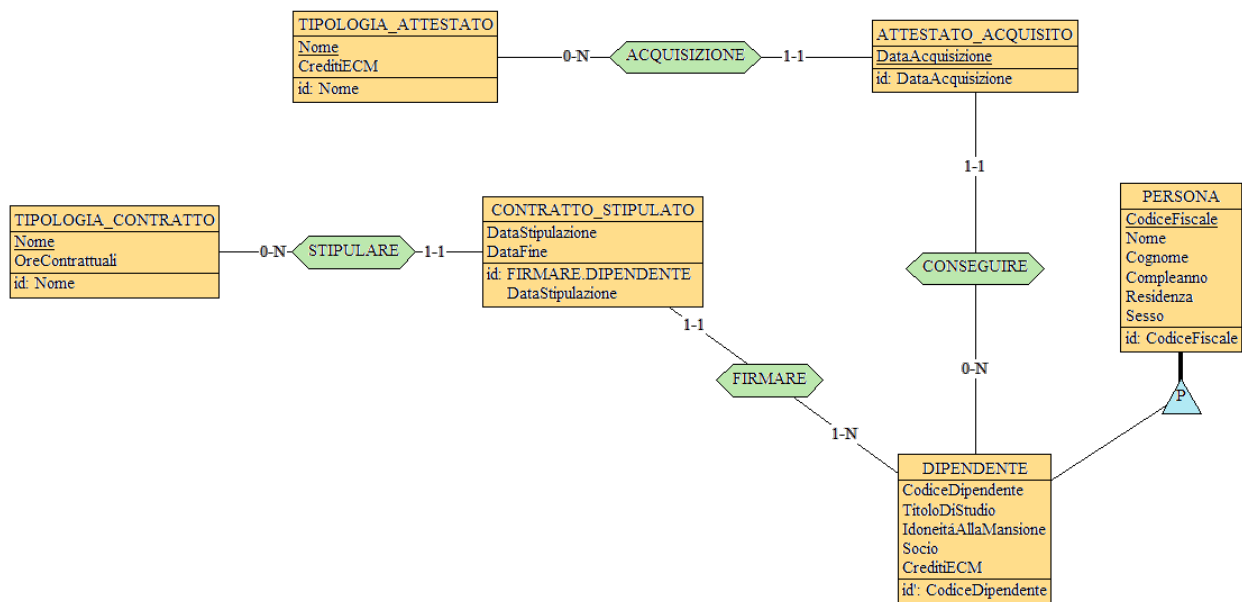 TIPOLOGIA_ATTESTATO
Nome
CreditiECM
id: Nome
0-N
ACQUISIZIONE
1-1
ATTESTATO_ACQUISITO
DataAcquisizione
id: DataAcquisizione
1-1
TIPOLOGIA_CONTRATTO
Nome
OreContrattuali
id: Nome
0-N
STIPULARE
1-1
CONTRATTO_STIPULATO
DataStipulazione
DataFine
id: FIRMARE.DIPENDENTE
DataStipulazione
CONSEGUIRE
PERSONA
CodiceFiscale
Nome
Cognome
Compleanno
Residenza
Sesso
id: CodiceFiscale
1-1
FIRMARE
0-N
P
1-N
DIPENDENTE
CodiceDipendente
TitoloDiStudio
IdoneitáAllaMansione
Socio
CreditiECM
id': CodiceDipendente